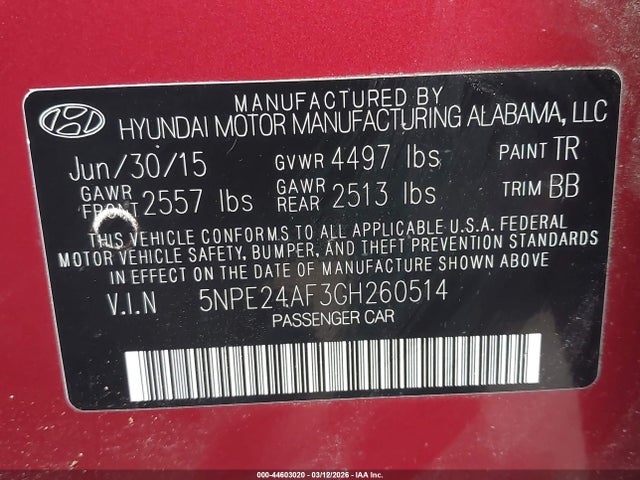 MANUFACTURED BY
HYUNDAI MOTOR MANUFACTURING ALABAMA, LLC
Jun/30/15 GVWR 4497 lbs PAINT TR
GAWR FRONT 2557 lbs GAWR REAR 2513 lbs TRIM BB
THIS VEHICLE CONFORMS TO ALL APPLICABLE U.S.A. FEDERAL
MOTOR VEHICLE SAFETY, BUMPER, AND THEFT PREVENTION STANDARDS
IN EFFECT ON THE DATE OF MANUFACTURE SHOWN ABOVE
V.I.N 5NPE24AF3GH260514
PASSENGER CAR
000-44603020 - 03/12/2026 - IAAI Inc.